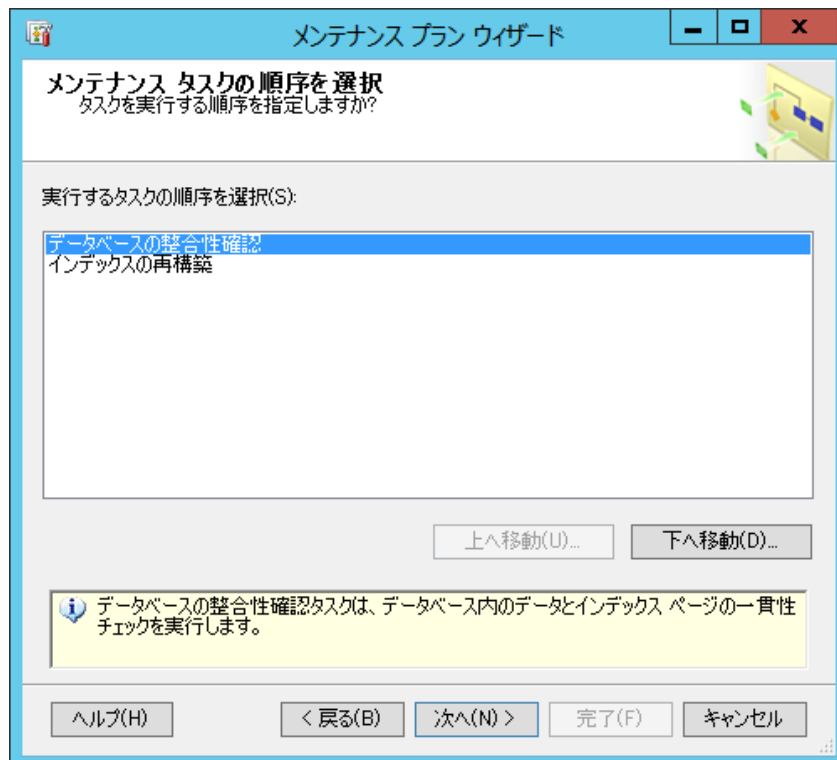 メンテナンス プラン ウィザード
メンテナンス タスクの順序を選択
タスクを実行する順序を指定しますか?
実行するタスクの順序を選択(S):
データベースの整合性確認
インデックスの再構築
上へ移動(U)...
下へ移動(D)...
データベースの整合性確認タスクは、データベース内のデータとインデックス ページの一貫性
チェックを実行します。
ヘルプ(H)
< 戻る(B)
次へ(N) >
完了(F)
キャンセル